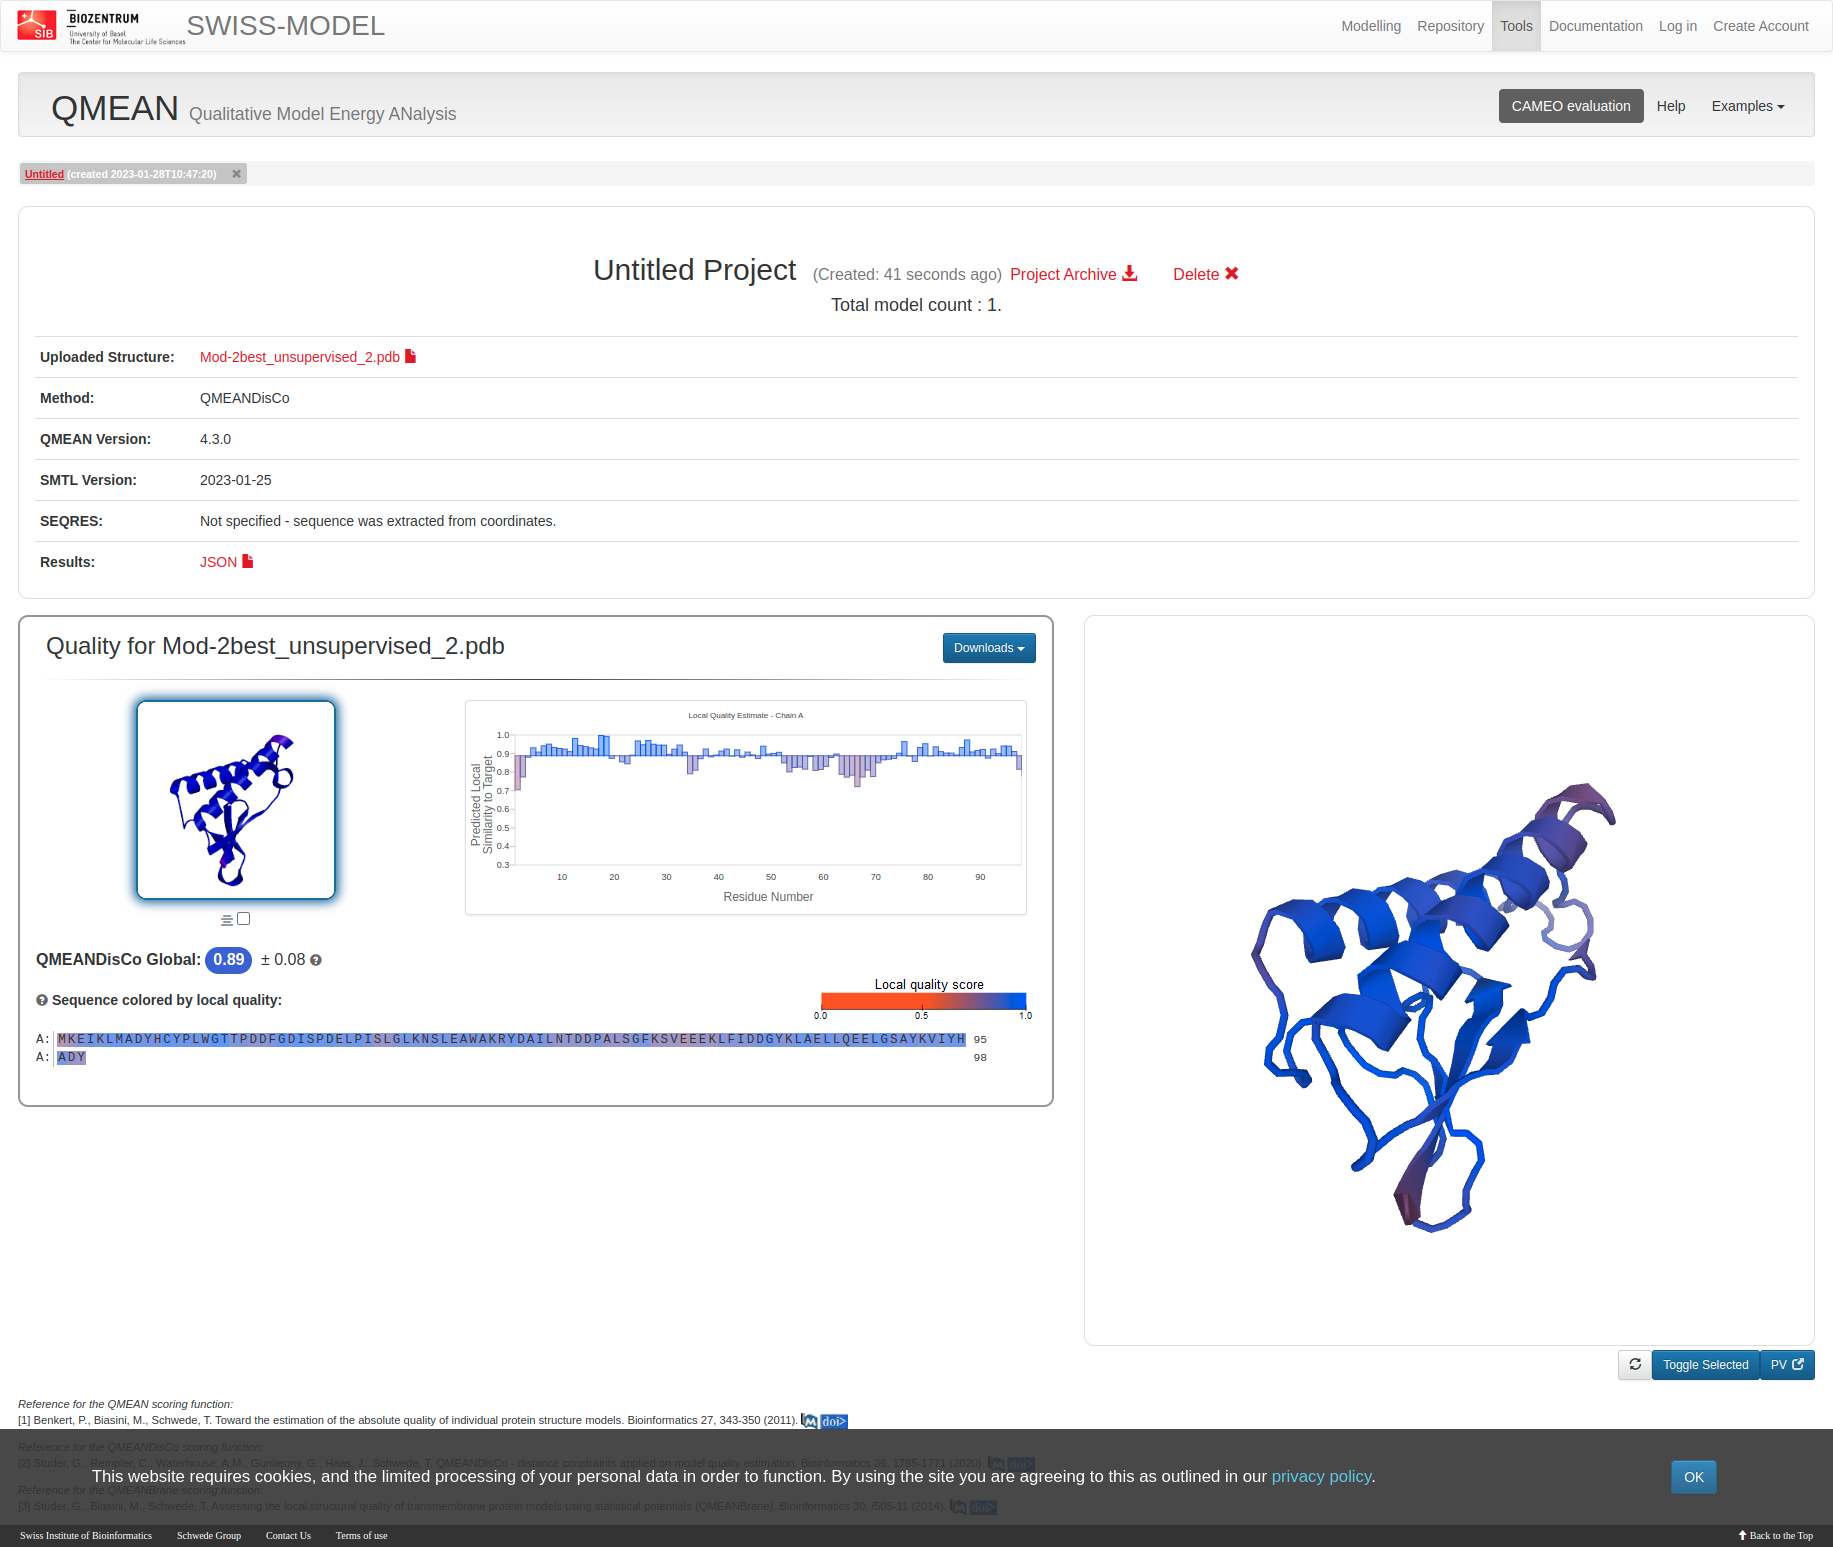 SIB BIOZENTRUM
University of Basel
The Center for Molecular Life Sciences
SWISS-MODEL
Modelling Repository Tools Documentation Log in Create Account
QMEAN Qualitative Model Energy ANalysis
CAMEO evaluation Help Examples
Untitled (created 2023-01-28T10:47:20) ✖
Untitled Project (Created: 41 seconds ago) Project Archive Delete ✖
Total model count : 1.
Uploaded Structure: Mod-2best_unsupervised_2.pdb
Method: QMEANDisCo
QMEAN Version: 4.3.0
SMTL Version: 2023-01-25
SEQRES: Not specified - sequence was extracted from coordinates.
Results: JSON
Quality for Mod-2best_unsupervised_2.pdb
Downloads
Local Quality Estimate - Chain A
Predicted Local
Similarity to Target
1.0
0.9
0.8
0.7
0.6
0.5
0.4
0.3
10 20 30 40 50 60 70 80 90
Residue Number
QMEANDisCo Global: 0.89 ± 0.08
Sequence colored by local quality:
Local quality score
0.0 0.5 1.0
A: MKEIKLMADYHCYPLWGTTPDDFGDISPDELPISLGLKNSLEAWAKRYDAILNTDDPALSGFKSVEEEKLFIDDGYKLAELLQEELGSAYKVIYH 95
A: ADY 98
Toggle Selected PV
Reference for the QMEAN scoring function:
[1] Benkert, P., Biasini, M., Schwede, T. Toward the estimation of the absolute quality of individual protein structure models. Bioinformatics 27, 343-350 (2011). M doi>
Reference for the QMEANDisCo scoring function:
[2] Studer, G., Rempfer, C., Waterhouse, A.M., Gumienny, G., Haas, J., Schwede, T. QMEANDisCo - distance constraints applied on model quality estimation. Bioinformatics 36, 1765-1771 (2020). M doi>
This website requires cookies, and the limited processing of your personal data in order to function. By using the site you are agreeing to this as outlined in our privacy policy.
OK
Reference for the QMEANBrane scoring function:
[3] Studer, G., Biasini, M., Schwede, T. Assessing the local structural quality of transmembrane protein models using statistical potentials (QMEANBrane). Bioinformatics 30, i505-11 (2014). M doi>
Swiss Institute of Bioinformatics Schwede Group Contact Us Terms of use
Back to the Top